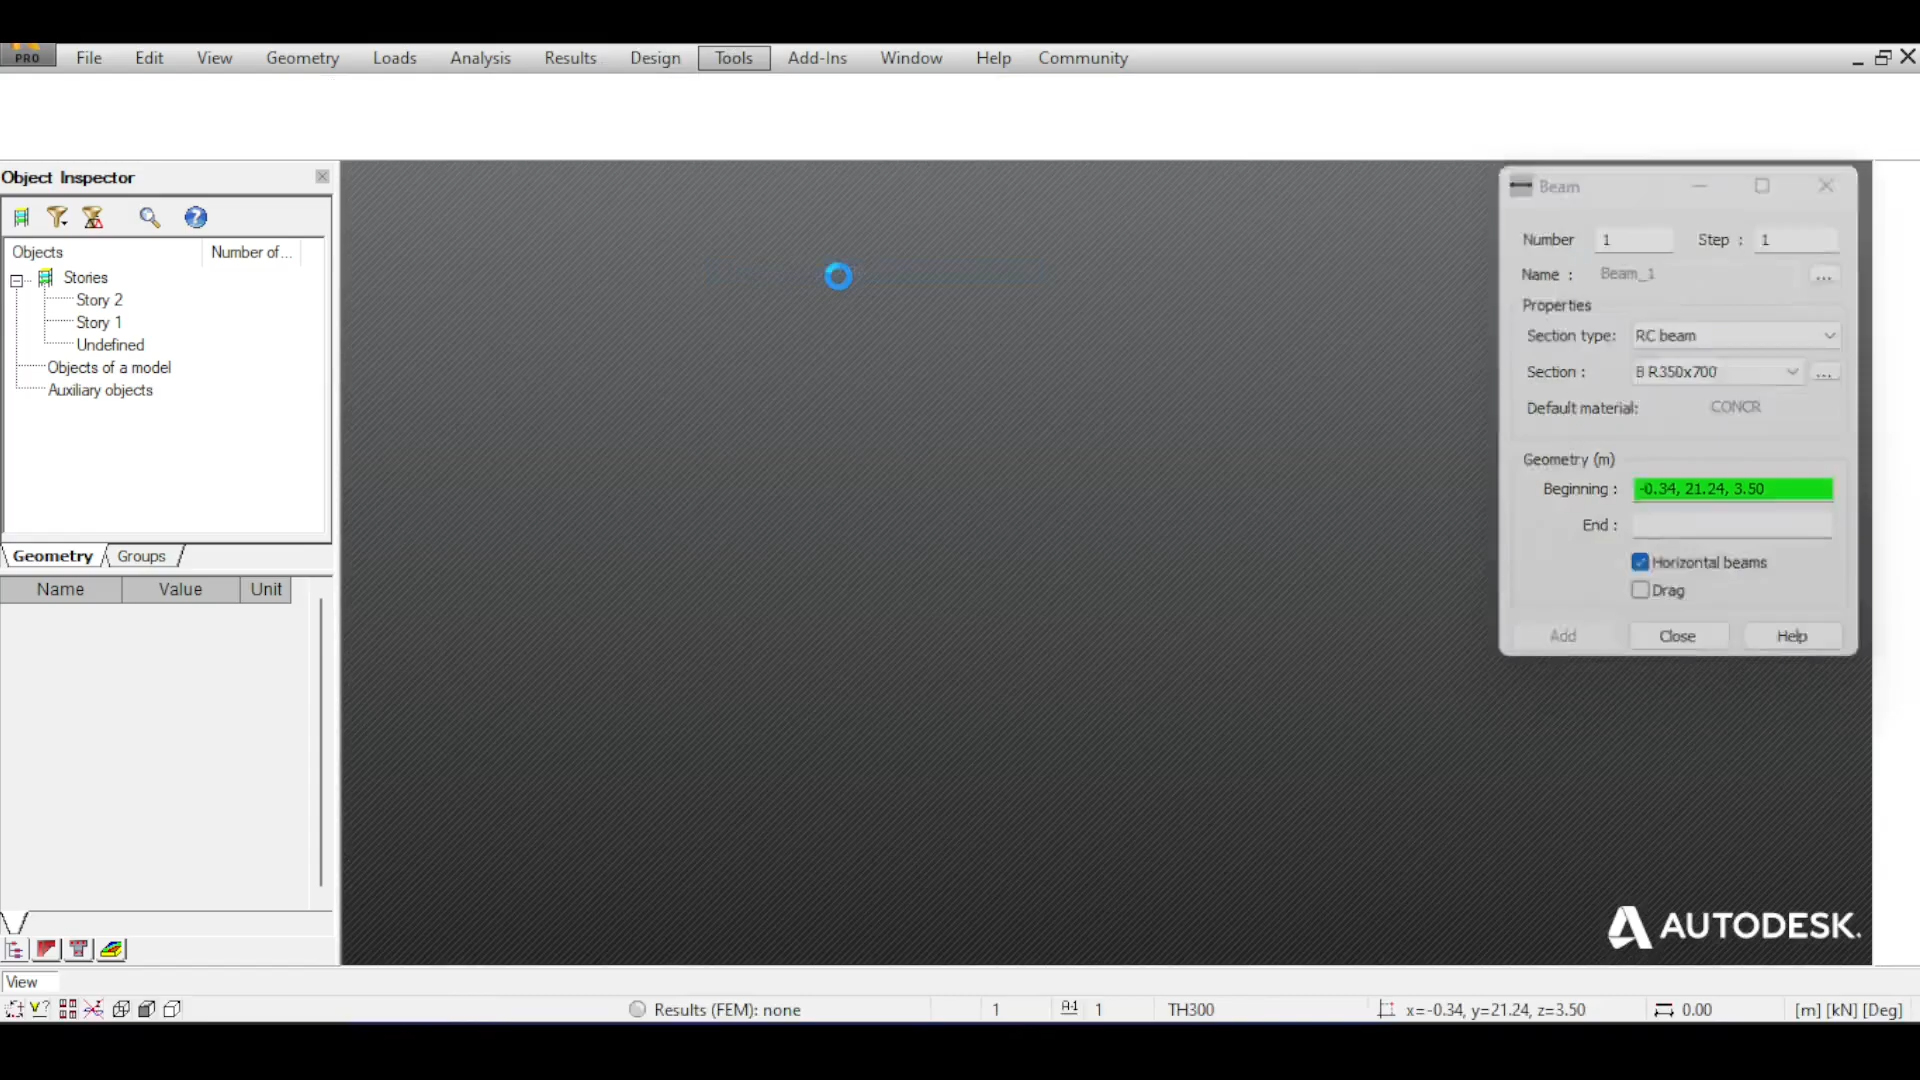 PRO File Edit View Geometry Loads Analysis Results Design Tools Add-Ins Window Help Community
Object Inspector
Objects Number of...
Stories
Story 2
Story 1
Undefined
Objects of a model
Auxiliary objects
Geometry Groups
Name Value Unit
Beam
Number 1 Step : 1
Name : Beam_1 ...
Properties
Section type: RC beam
Section : B R350x700 ...
Default material: CONCR
Geometry (m)
Beginning : -0.34, 21.24, 3.50
End :
Horizontal beams
Drag
Add Close Help
AUTODESK.
View
Results (FEM): none 1 1 TH300 x=-0.34, y=21.24, z=3.50 0.00 [m] [kN] [Deg]